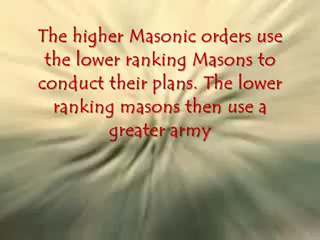 The higher Masonic orders use
the lower ranking Masons to
conduct their plans. The lower
ranking masons then use a
greater army